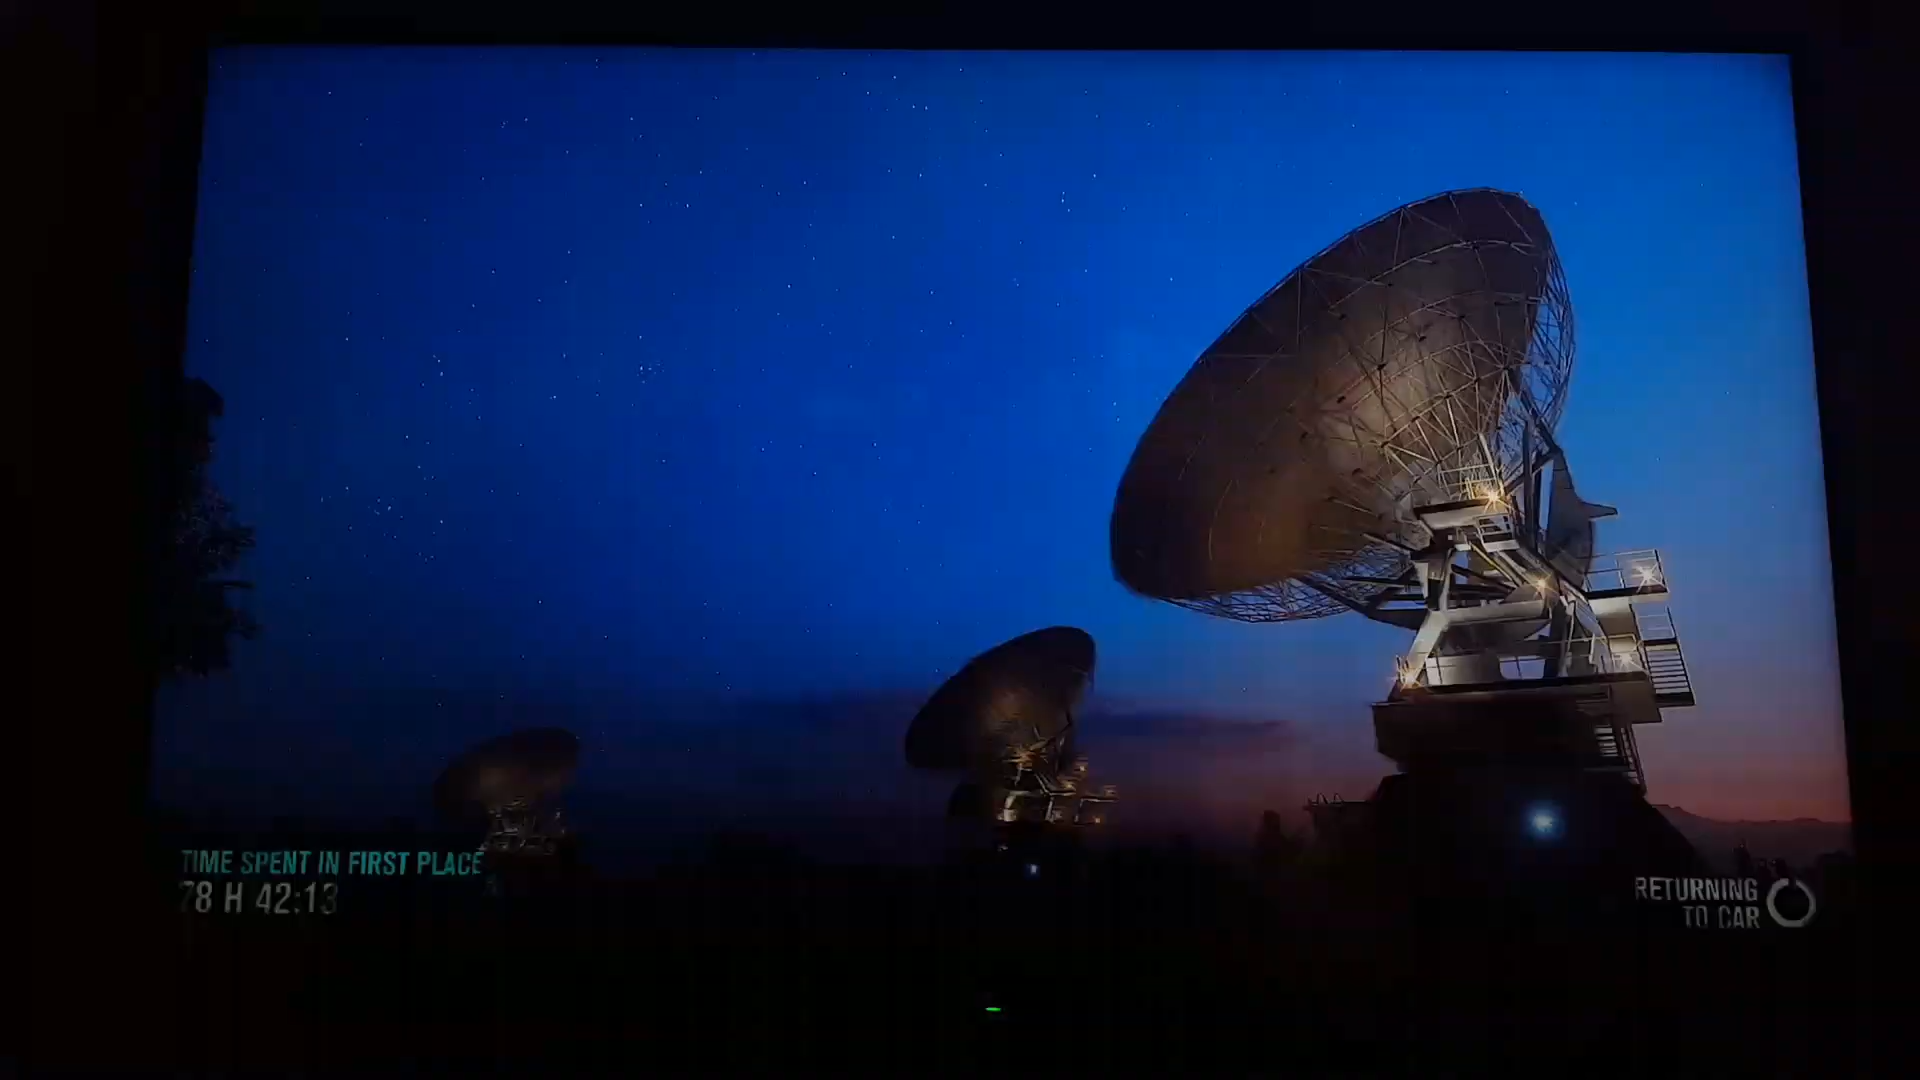 TIME SPENT IN FIRST PLACE
78 H 42:13
RETURNING
TO CAR